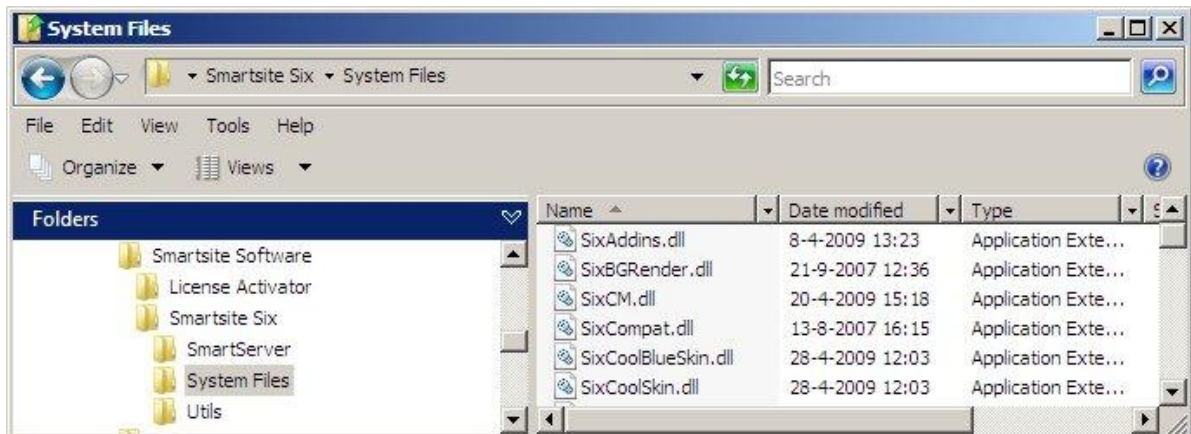 System Files
Smartsite Six System Files
Search
File Edit View Tools Help
Organize Views
Folders
Smartsite Software
License Activator
Smartsite Six
SmartServer
System Files
Utils
Name Date modified Type
SixAddins.dll 8-4-2009 13:23 Application Exte...
SixBGRender.dll 21-9-2007 12:36 Application Exte...
SixCM.dll 20-4-2009 15:18 Application Exte...
SixCompat.dll 13-8-2007 16:15 Application Exte...
SixCoolBlueSkin.dll 28-4-2009 12:03 Application Exte...
SixCoolSkin.dll 28-4-2009 12:03 Application Exte...